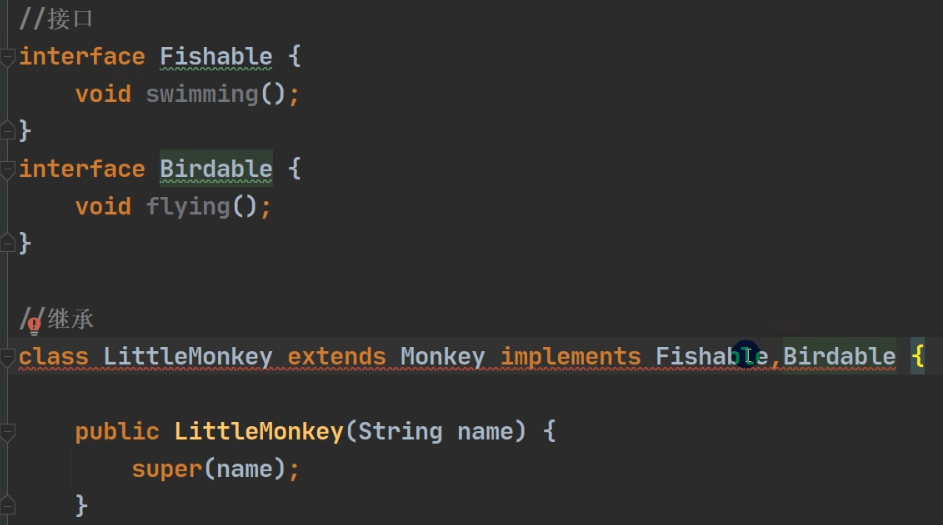 //接口
interface Fishable {
    void swimming();
}
interface Birdable {
    void flying();
}
//继承
class LittleMonkey extends Monkey implements Fishable,Birdable {
    public LittleMonkey(String name) {
        super(name);
    }